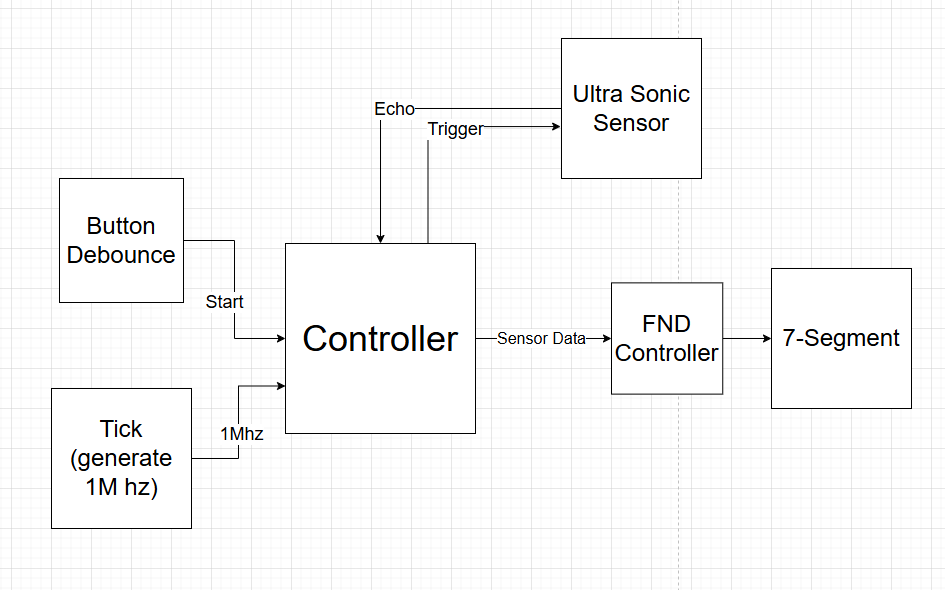 Ultra Sonic
Sensor
Echo
Trigger
Button
Debounce
Start
Controller
Sensor Data
FND
Controller
7-Segment
Tick
(generate
1M hz)
1Mhz